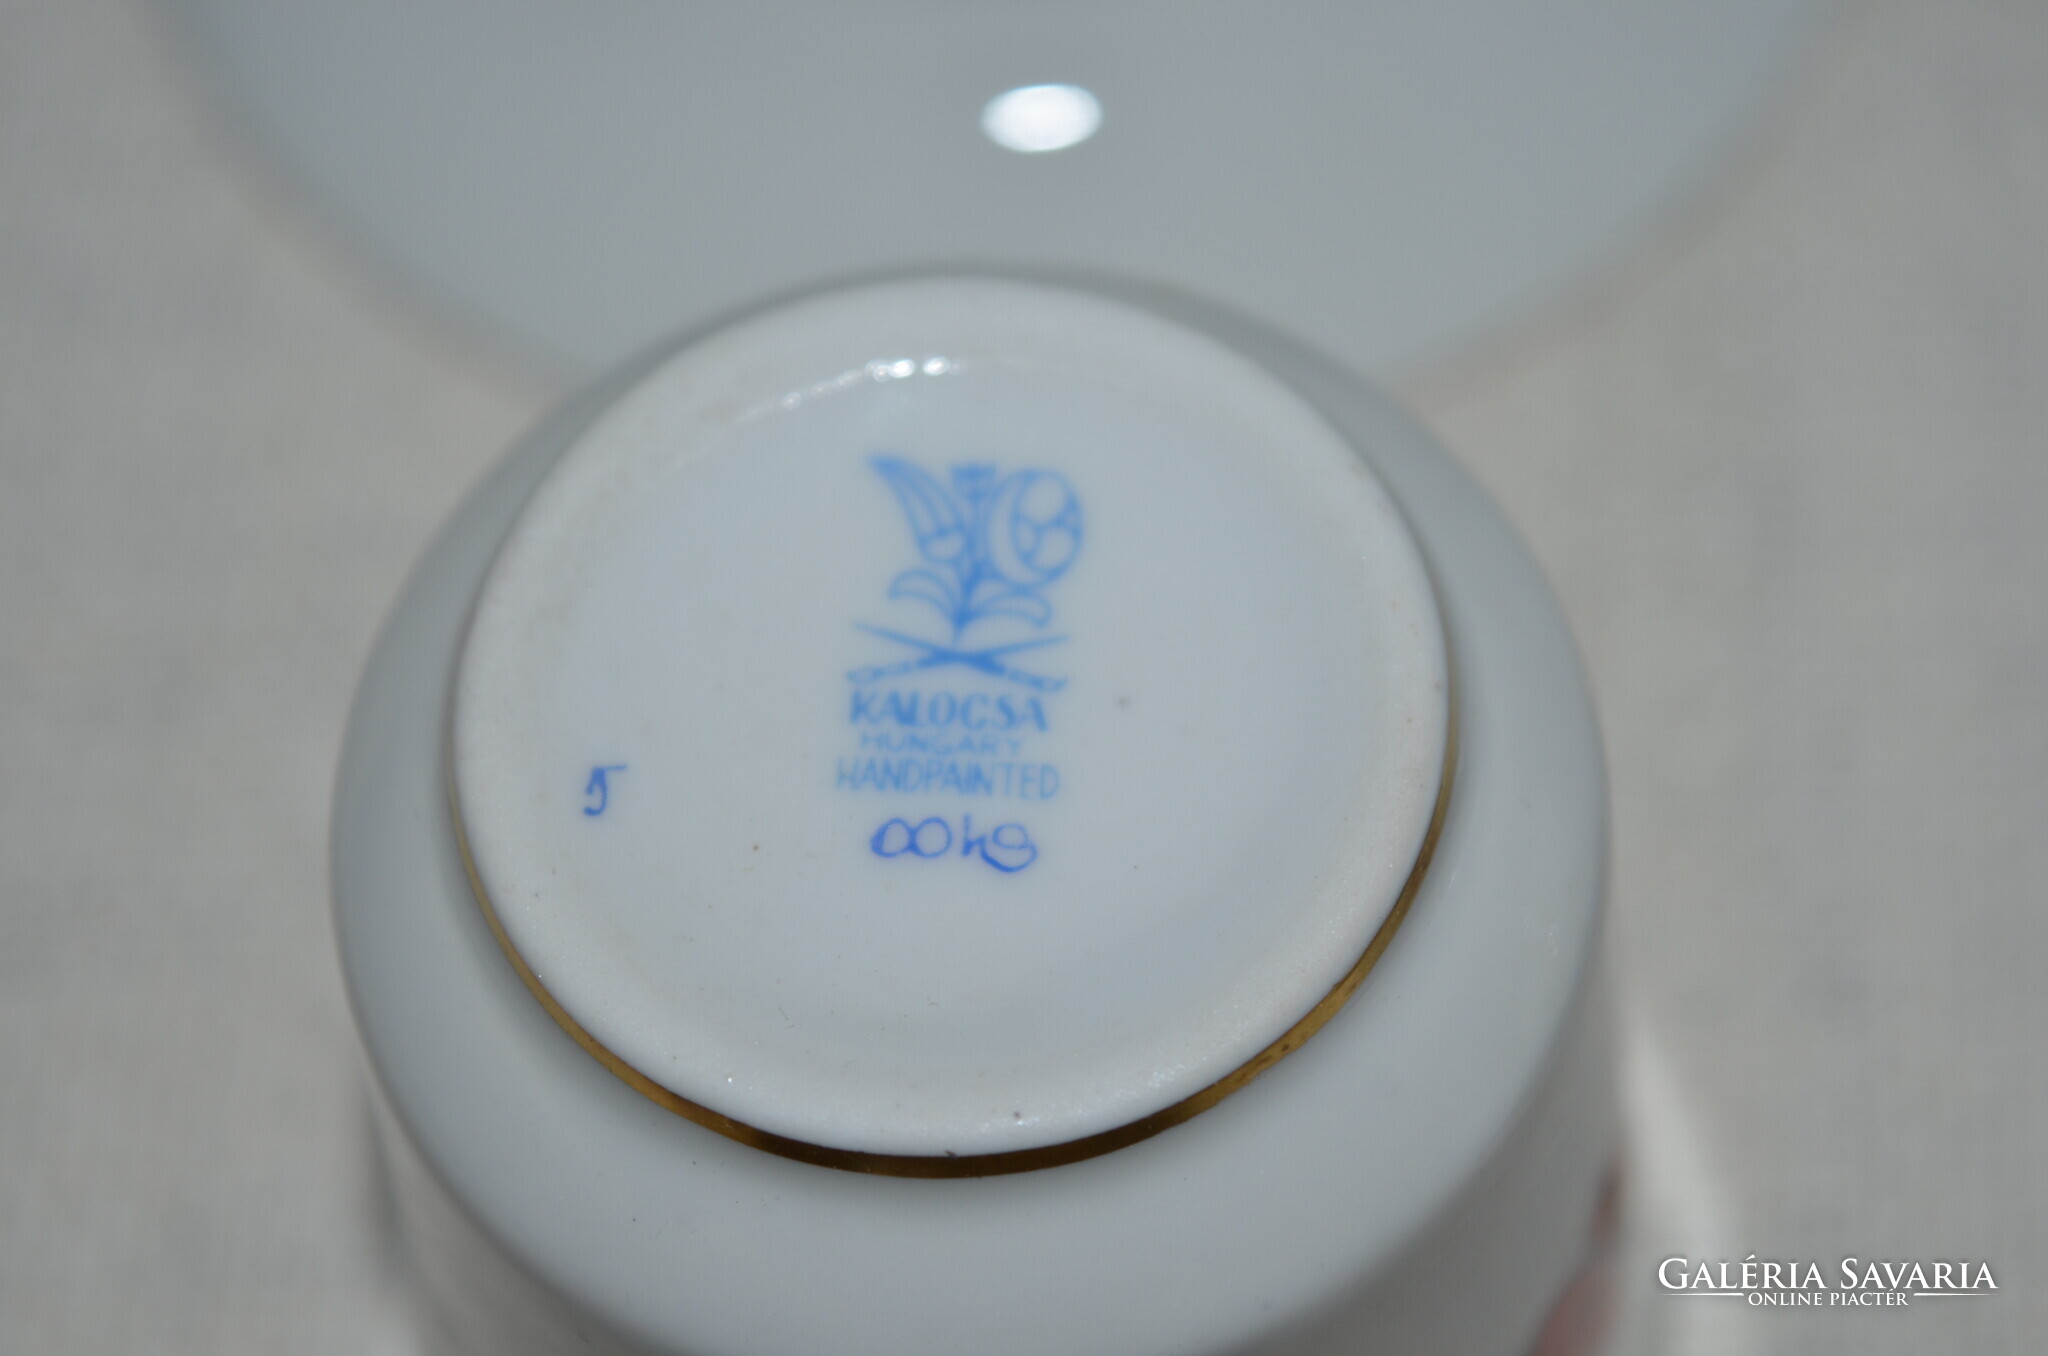 KALOCSA
HUNGARY
HANDPAINTED
5
GALÉRIA SAVARIA
ONLINE PIACTÉR